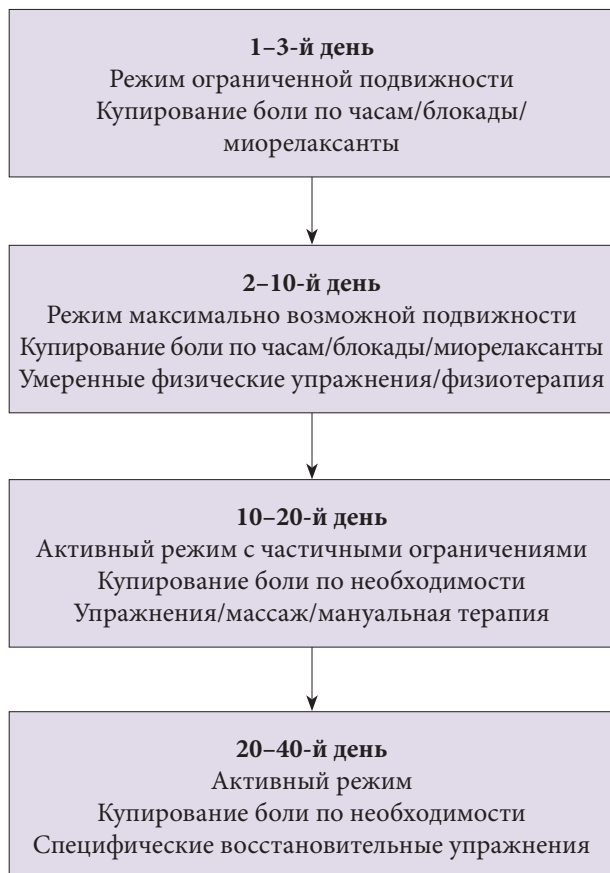 1–3-й день
Режим ограниченной подвижности
Купирование боли по часам/блокады/
миорелаксанты
2–10-й день
Режим максимально возможной подвижности
Купирование боли по часам/блокады/миорелаксанты
Умеренные физические упражнения/физиотерапия
10–20-й день
Активный режим с частичными ограничениями
Купирование боли по необходимости
Упражнения/массаж/мануальная терапия
20–40-й день
Активный режим
Купирование боли по необходимости
Специфические восстановительные упражнения